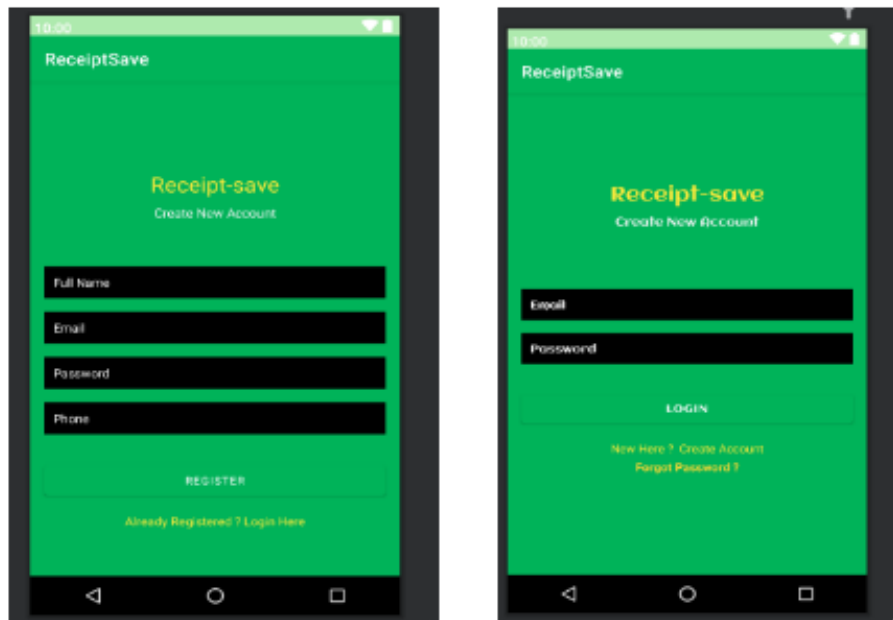 10:00
ReceiptSave
Receipt-save
Create New Account
Full Name
Email
Password
Phone
REGISTER
Already Registered ? Login Here
10:00
ReceiptSave
Receipt-save
Create New Account
Email
Password
LOGIN
New Here ? Create Account
Forgot Password ?